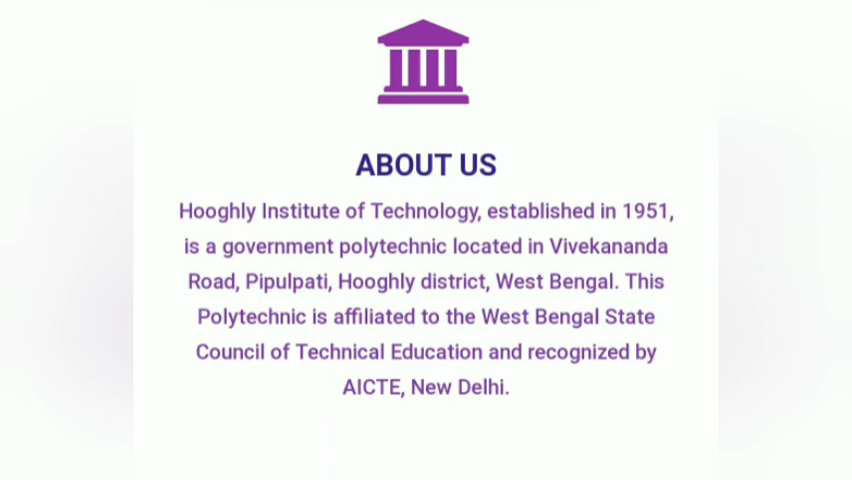 ABOUT US
Hooghly Institute of Technology, established in 1951,
is a government polytechnic located in Vivekananda
Road, Pipulpati, Hooghly district, West Bengal. This
Polytechnic is affiliated to the West Bengal State
Council of Technical Education and recognized by
AICTE, New Delhi.